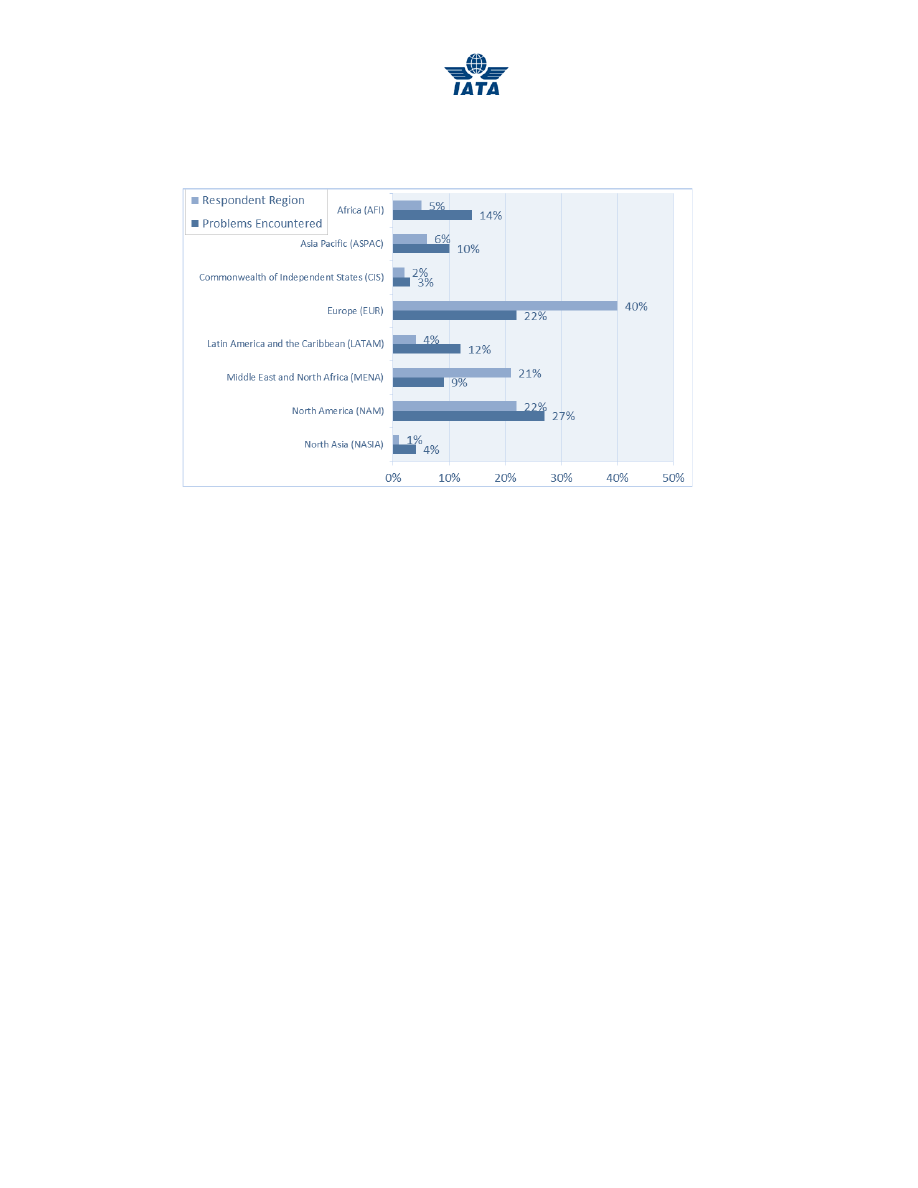 IATA
Respondent Region
Problems Encountered
Africa (AFI)
5%
14%
Asia Pacific (ASPAC)
6%
10%
Commonwealth of Independent States (CIS)
2%
3%
Europe (EUR)
40%
22%
Latin America and the Caribbean (LATAM)
4%
12%
Middle East and North Africa (MENA)
21%
9%
North America (NAM)
22%
27%
North Asia (NASIA)
1%
4%
0% 10% 20% 30% 40% 50%